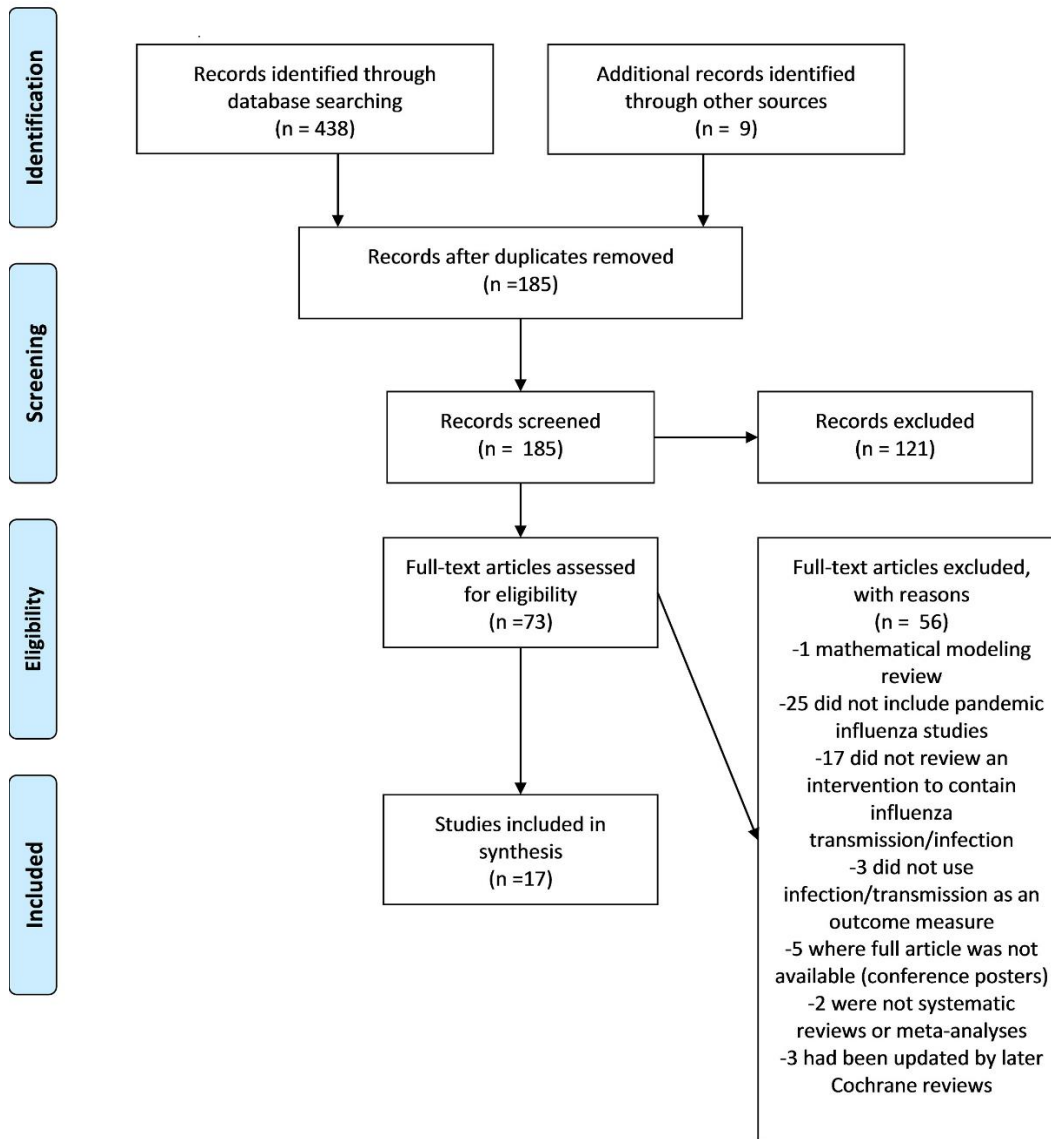 Identification
Records identified through
database searching
(n = 438)
Additional records identified
through other sources
(n = 9)
Records after duplicates removed
(n =185)
Screening
Records screened
(n = 185)
Records excluded
(n = 121)
Eligibility
Full-text articles assessed
for eligibility
(n =73)
Full-text articles excluded,
with reasons
(n = 56)
-1 mathematical modeling
review
-25 did not include pandemic
influenza studies
-17 did not review an
intervention to contain
influenza
transmission/infection
-3 did not use
infection/transmission as an
outcome measure
-5 where full article was not
available (conference posters)
-2 were not systematic
reviews or meta-analyses
-3 had been updated by later
Cochrane reviews
Included
Studies included in
synthesis
(n =17)